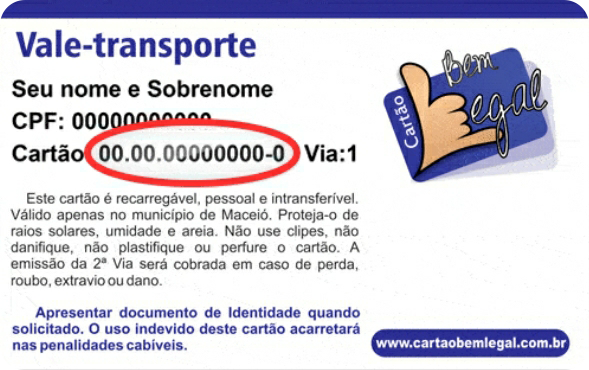 Vale-transporte
Seu nome e Sobrenome
CPF: 00000000000
Cartão 00.00.00000000-0 Via:1
Este cartão é recarregável, pessoal e intransferível.
Válido apenas no município de Maceió. Proteja-o de
raios solares, umidade e areia. Não use clipes, não
danifique, não plastifique ou perfure o cartão. A
emissão da 2ª Via será cobrada em caso de perda,
roubo, extravio ou dano.
Apresentar documento de Identidade quando
solicitado. O uso indevido deste cartão acarretará
nas penalidades cabíveis.
Cartão
Bem
Legal
www.cartaobemlegal.com.br